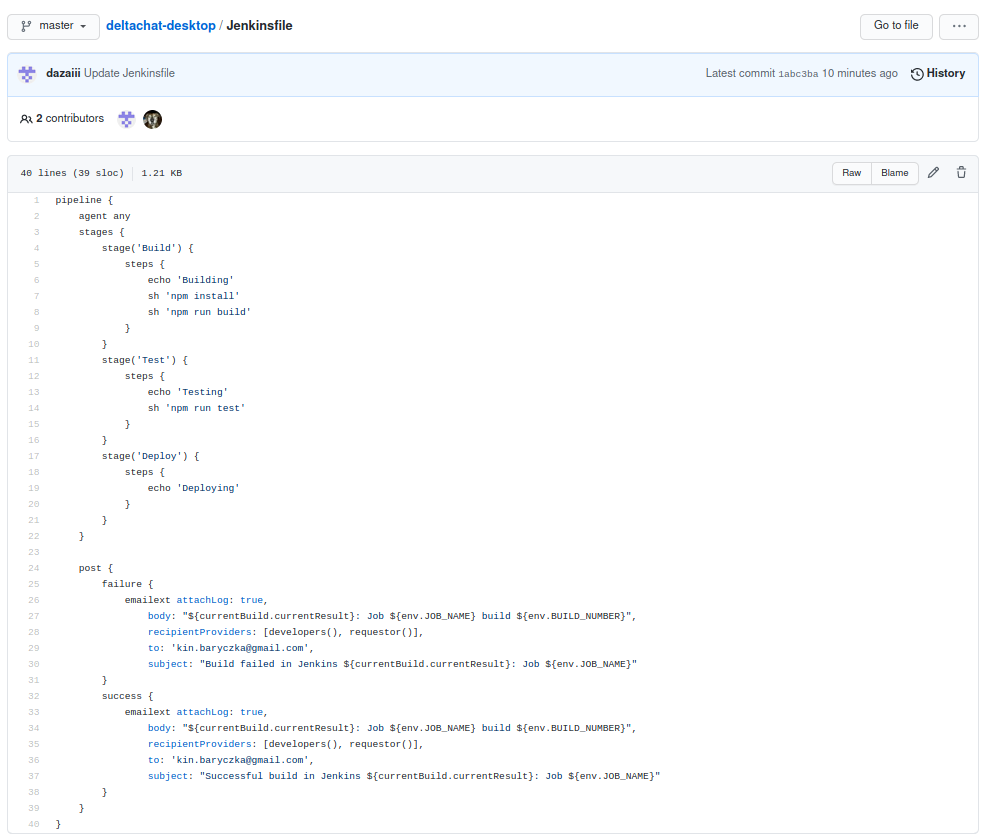 master
deltachat-desktop / Jenkinsfile
Go to file
...
dazaiii Update Jenkinsfile
Latest commit 1abc3ba 10 minutes ago
History
2 contributors
40 lines (39 sloc) 1.21 KB
Raw
Blame
1 pipeline {
2     agent any
3     stages {
4         stage('Build') {
5             steps {
6                 echo 'Building'
7                 sh 'npm install'
8                 sh 'npm run build'
9             }
10         }
11         stage('Test') {
12             steps {
13                 echo 'Testing'
14                 sh 'npm run test'
15             }
16         }
17         stage('Deploy') {
18             steps {
19                 echo 'Deploying'
20             }
21         }
22     }
23
24     post {
25         failure {
26             emailext attachLog: true,
27                 body: "${currentBuild.currentResult}: Job ${env.JOB_NAME} build ${env.BUILD_NUMBER}",
28                 recipientProviders: [developers(), requestor()],
29                 to: 'kin.baryczka@gmail.com',
30                 subject: "Build failed in Jenkins ${currentBuild.currentResult}: Job ${env.JOB_NAME}"
31         }
32         success {
33             emailext attachLog: true,
34                 body: "${currentBuild.currentResult}: Job ${env.JOB_NAME} build ${env.BUILD_NUMBER}",
35                 recipientProviders: [developers(), requestor()],
36                 to: 'kin.baryczka@gmail.com',
37                 subject: "Successful build in Jenkins ${currentBuild.currentResult}: Job ${env.JOB_NAME}"
38         }
39     }
40 }